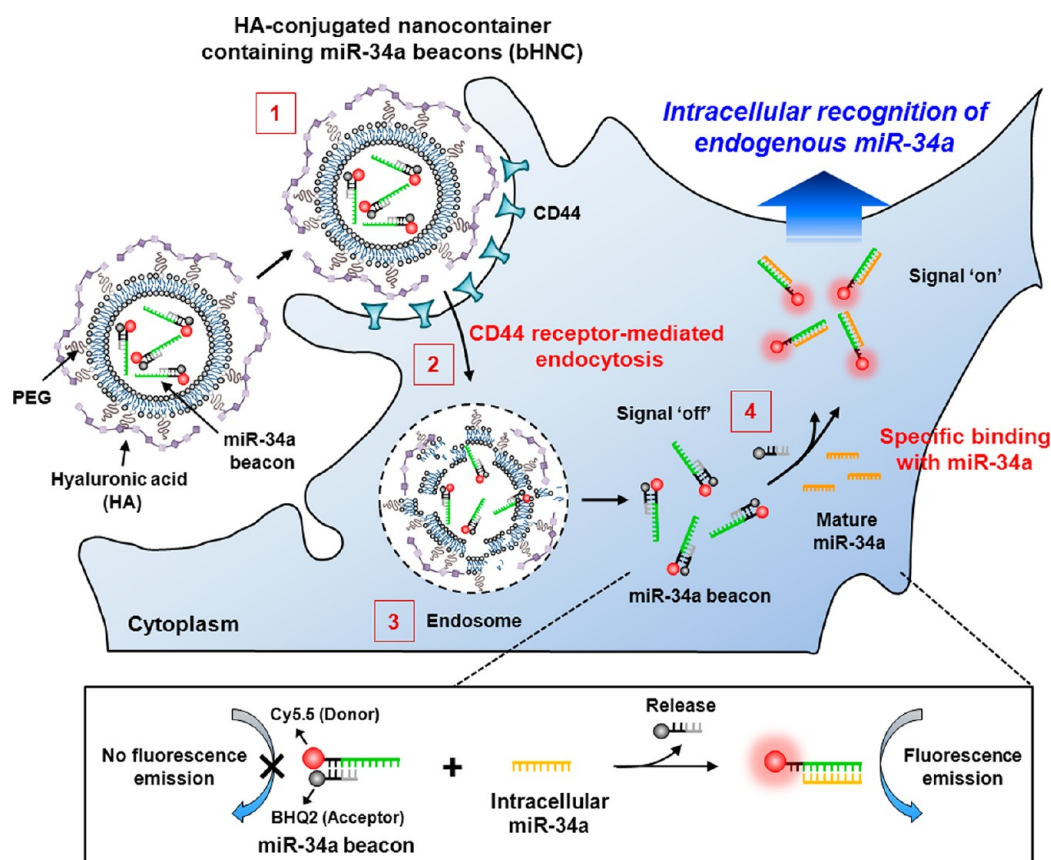 HA-conjugated nanocontainer
containing miR-34a beacons (bHNC)
1
Intracellular recognition of
endogenous miR-34a
CD44
Signal 'on'
CD44 receptor-mediated
endocytosis
2
PEG
miR-34a
beacon
Hyaluronic acid
(HA)
Signal 'off'
4
Specific binding
with miR-34a
Mature
miR-34a
miR-34a beacon
3
Endosome
Cytoplasm
Cy5.5 (Donor)
No fluorescence
emission
BHQ2 (Acceptor)
miR-34a beacon
+
Intracellular
miR-34a
Release
Fluorescence
emission